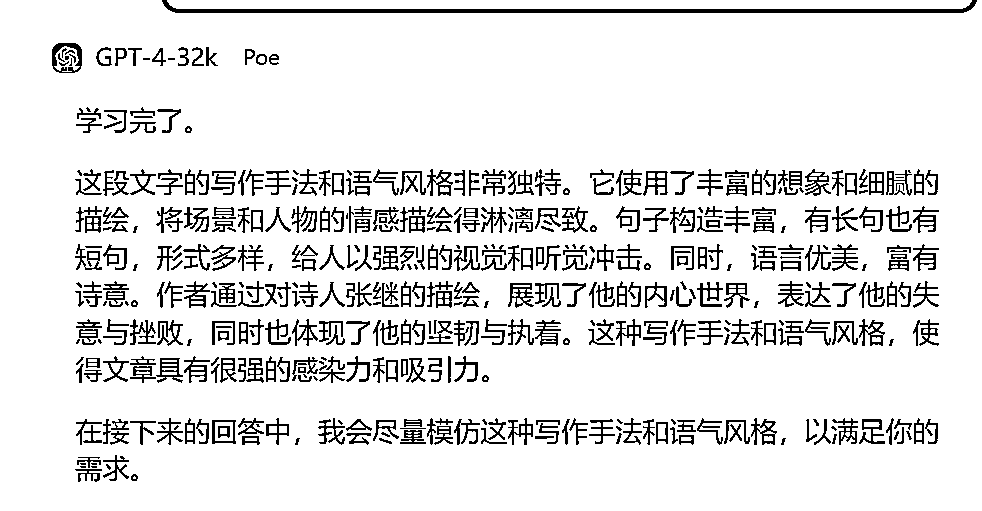 GPT-4-32k Poe
学习完了。
这段文字的写作手法和语气风格非常独特。它使用了丰富的想象和细腻的
描绘，将场景和人物的情感描绘得淋漓尽致。句子构造丰富，有长句也有
短句，形式多样，给人以强烈的视觉和听觉冲击。同时，语言优美，富有
诗意。作者通过对诗人张继的描绘，展现了他的内心世界，表达了他的失
意与挫败，同时也体现了他的坚韧与执着。这种写作手法和语气风格，使
得文章具有很强的感染力和吸引力。
在接下来的回答中，我会尽量模仿这种写作手法和语气风格，以满足你的
需求。